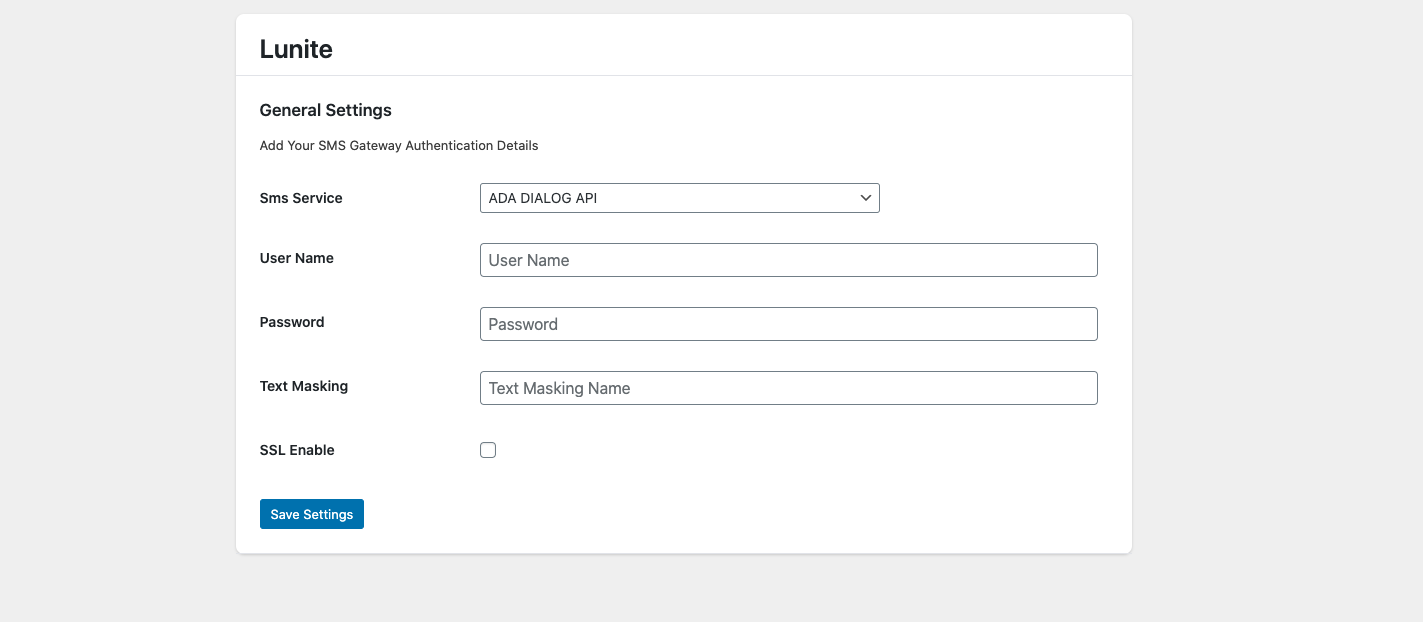 Lunite
General Settings
Add Your SMS Gateway Authentication Details
Sms Service
ADA DIALOG API
User Name
User Name
Password
Password
Text Masking
Text Masking Name
SSL Enable
Save Settings